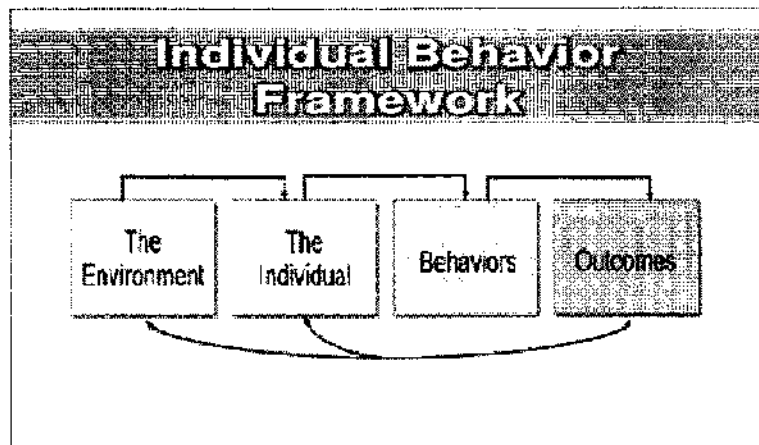 Individual Behavior
Framework
The
Environment
The
Individual
Behaviors
Outcomes